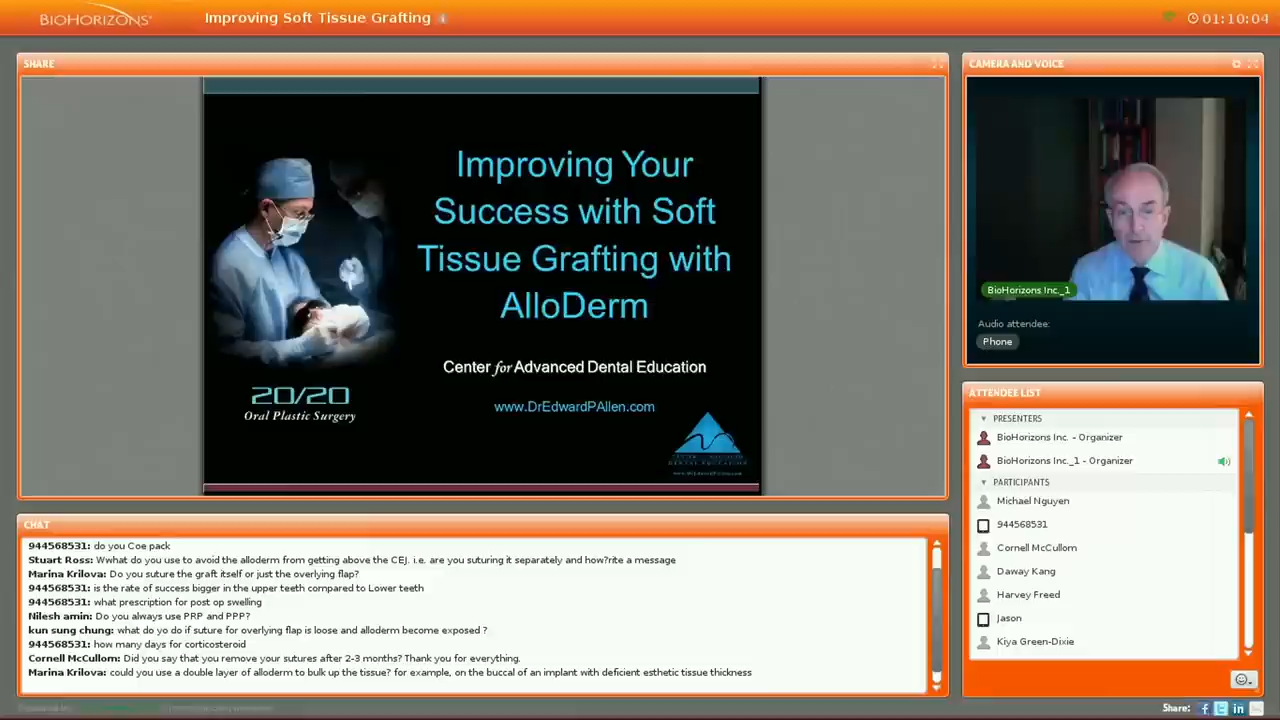 BIOHORIZONS®
Improving Soft Tissue Grafting
01:10:04
SHARE
Improving Your
Success with Soft
Tissue Grafting with
AlloDerm
Center for Advanced Dental Education
www.DrEdwardPAllen.com
20/20
Oral Plastic Surgery
CAMERA AND VOICE
BioHorizons Inc._1
Audio attendee:
Phone
ATTENDEE LIST
PRESENTERS
BioHorizons Inc. - Organizer
BioHorizons Inc._1 - Organizer
PARTICIPANTS
Michael Nguyen
944568531
Cornell McCullom
Daway Kang
Harvey Freed
Jason
Kiya Green-Dixie
CHAT
944568531: do you Coe pack
Stuart Ross: Wwhat do you use to avoid the alloderm from getting above the CEJ. i.e. are you suturing it separately and how?rite a message
Marina Krilova: Do you suture the graft itself or just the overlying flap?
944568531: is the rate of success bigger in the upper teeth compared to Lower teeth
944568531: what prescription for post op swelling
Nilesh amin: Do you always use PRP and PPP?
kun sung chung: what do yo do if suture for overlying flap is loose and alloderm become exposed ?
944568531: how many days for corticosteroid
Cornell McCullom: Did you say that you remove your sutures after 2-3 months? Thank you for everything.
Marina Krilova: could you use a double layer of alloderm to bulk up the tissue? for example, on the buccal of an implant with deficient esthetic tissue thickness
Share: